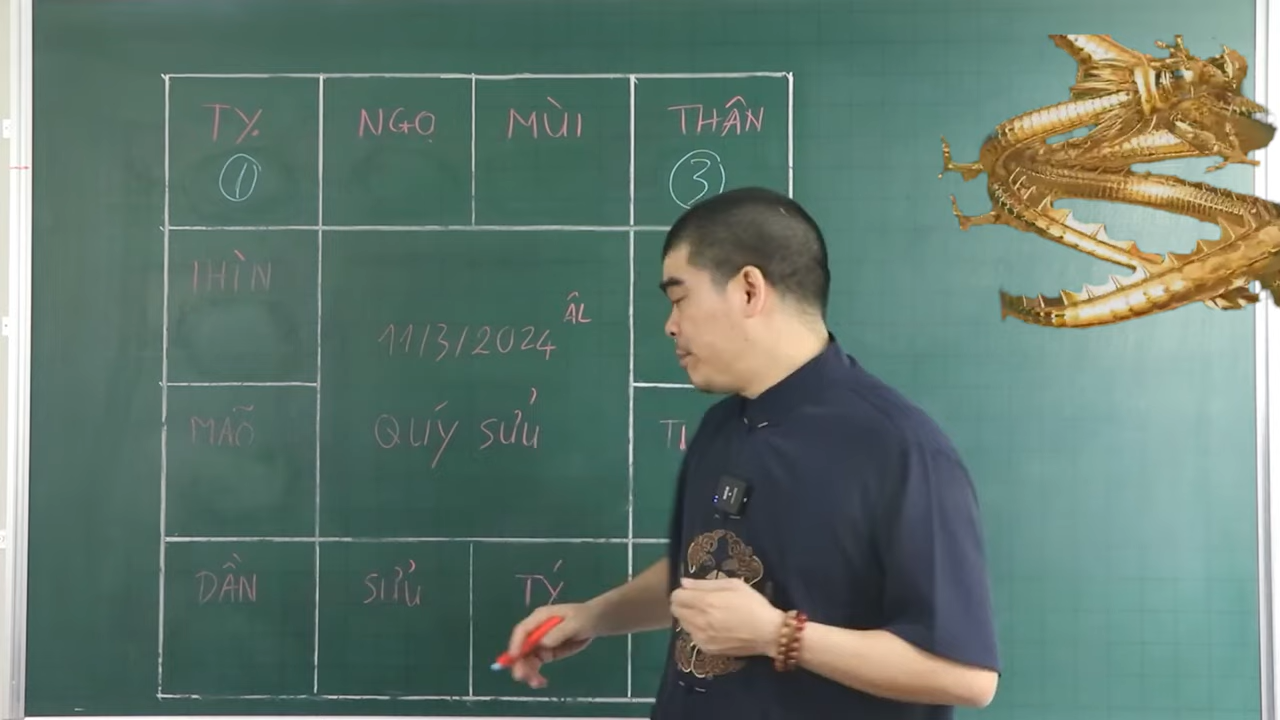 TỴ
NGỌ
MÙI
THÂN
1
3
THÌN
11/3/2024 ÂL
MÃO
QUÝ SỬU
DẦN
SỬU
TÝ